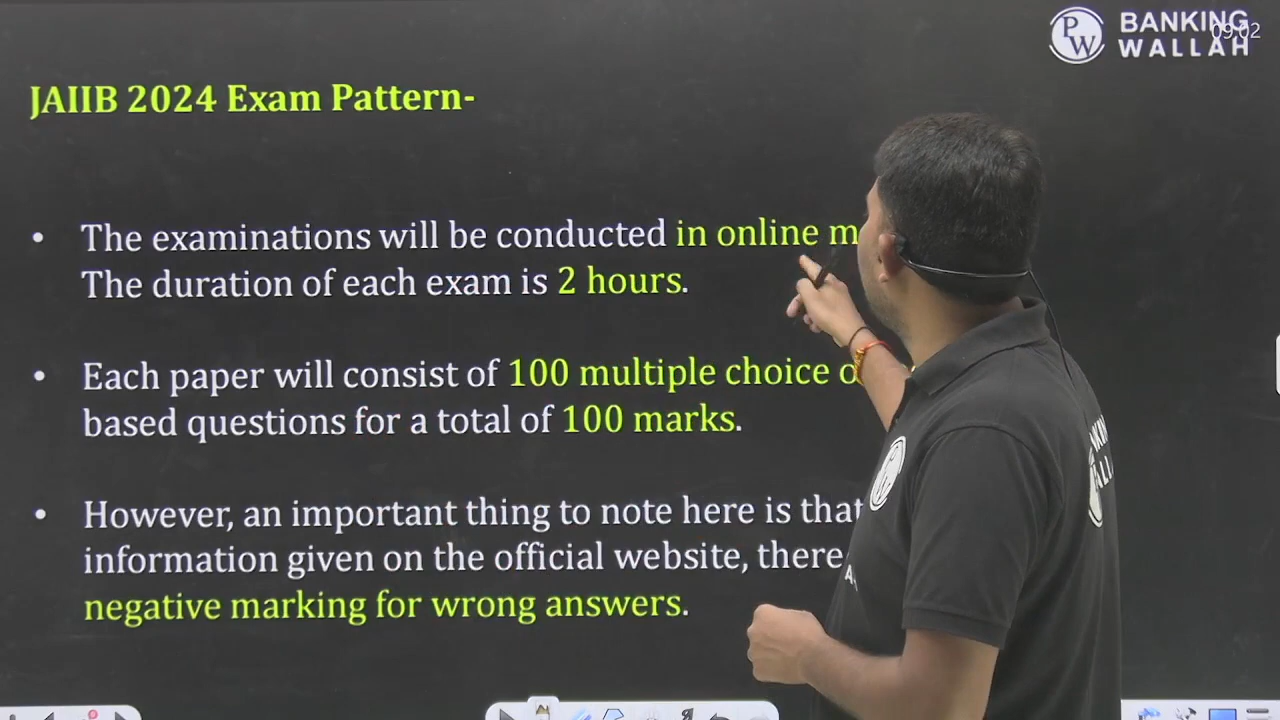 PW BANKING
WALLAH
09:02
JAIIB 2024 Exam Pattern-
• The examinations will be conducted in online
The duration of each exam is 2 hours.
• Each paper will consist of 100 multiple choice
based questions for a total of 100 marks.
• However, an important thing to note here is that
information given on the official website, there
negative marking for wrong answers.